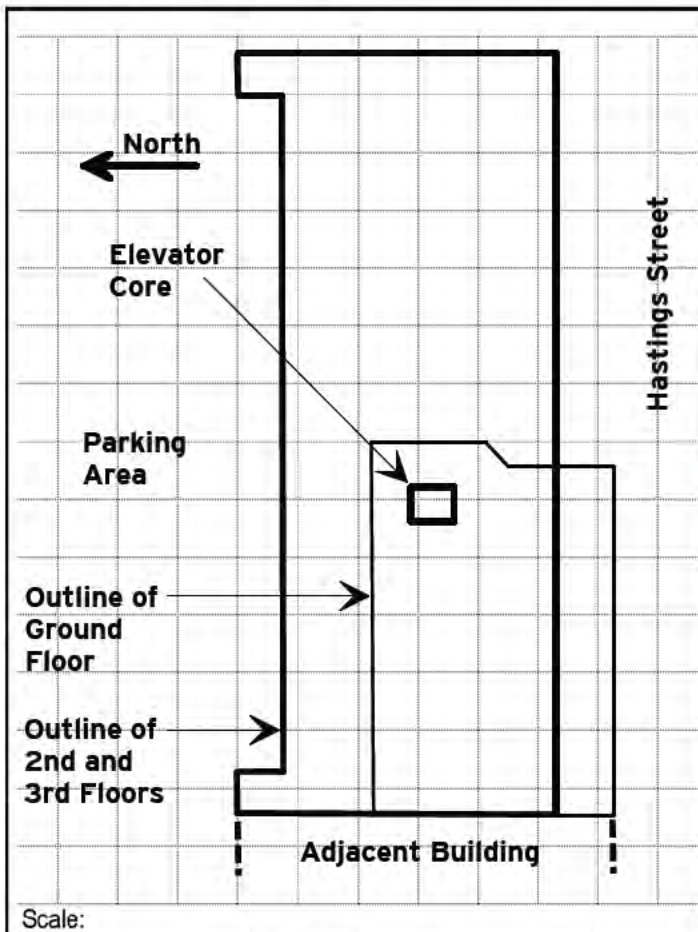 North
Elevator
Core
Hastings Street
Parking
Area
Outline of
Ground
Floor
Outline of
2nd and
3rd Floors
Adjacent Building
Scale: